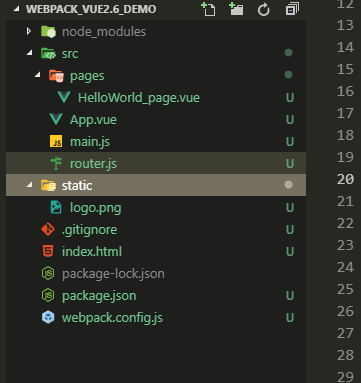 WEBPACK_VUE2.6_DEMO
node_modules
src
pages
HelloWorld_page.vue U
App.vue U
main.js U
router.js U
static
logo.png U
.gitignore U
index.html U
package-lock.json
package.json U
webpack.config.js U
12
13
14
15
16
17
18
19
20
21
22
23
24
25
26
27
28
29